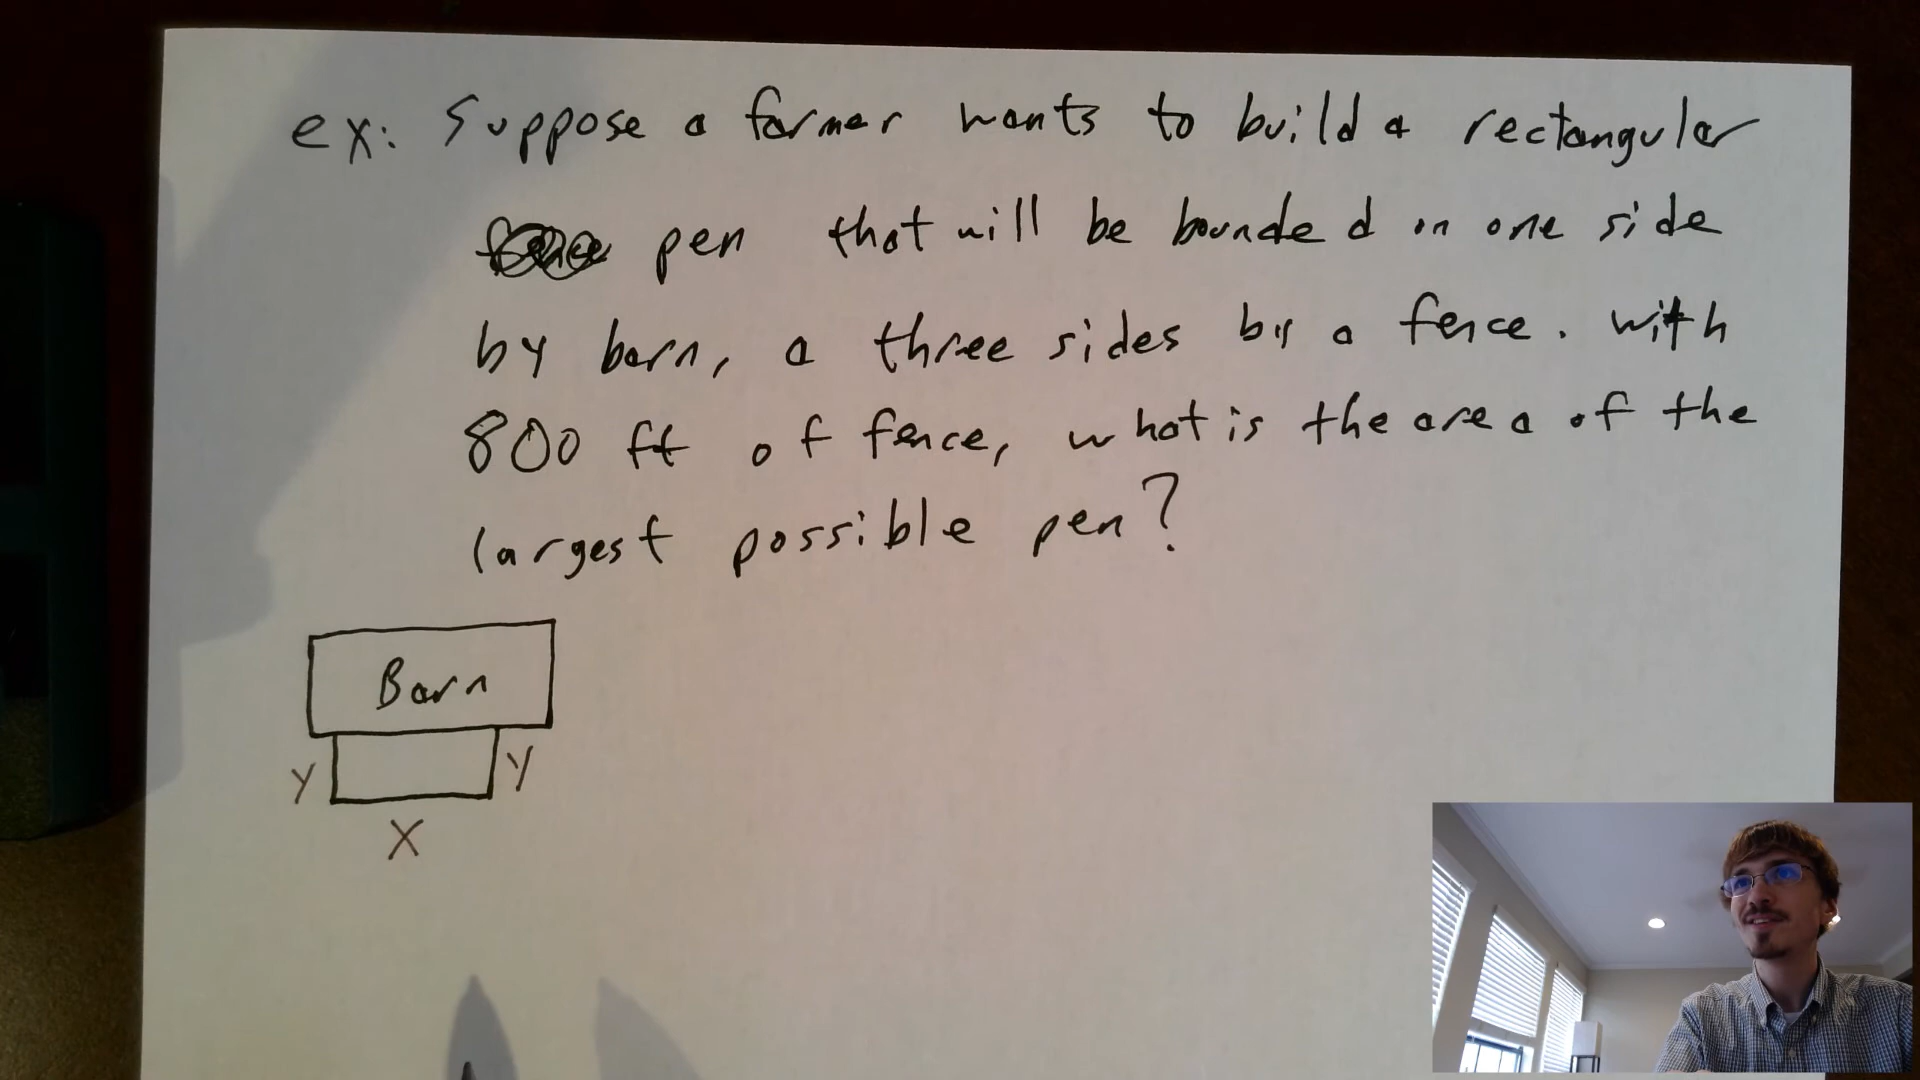 ex: Suppose a farmer wants to build a rectangular
pen that will be bounded on one side
by barn, a three sides by a fence. With
800 ft of fence, what is the area of the
largest possible pen?
Barn
Y Y
X